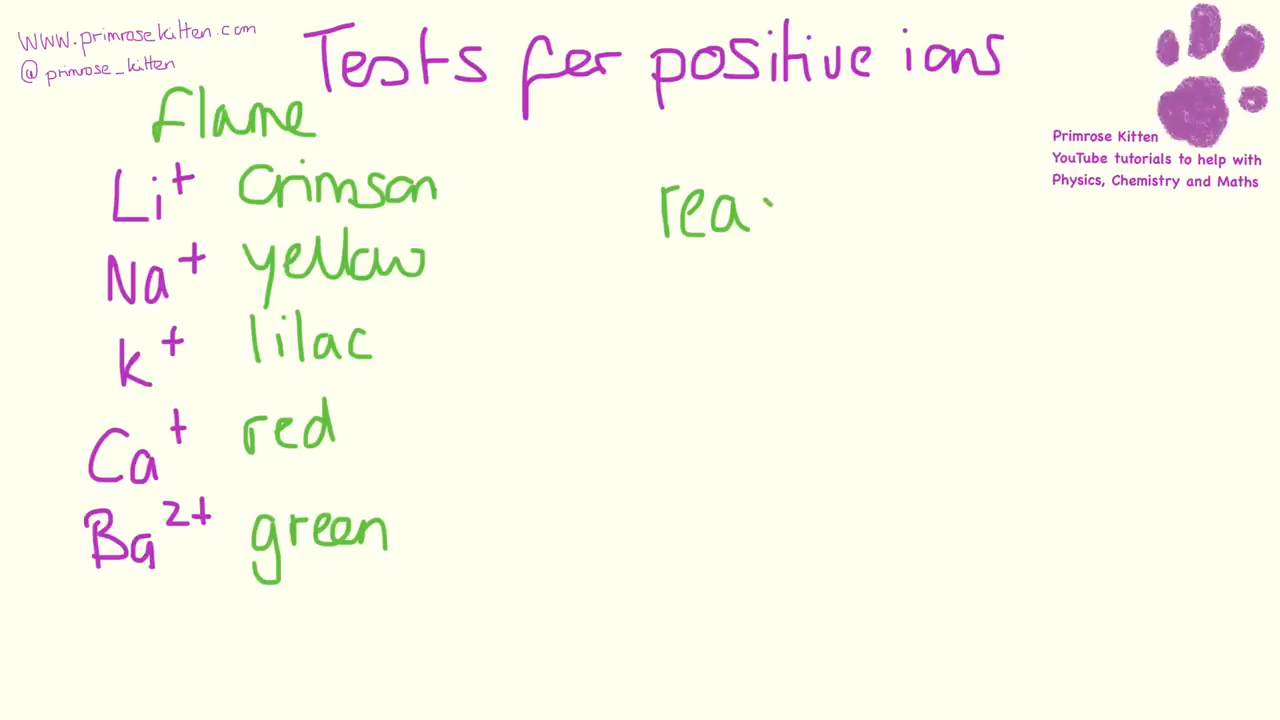 www.primrosekitten.com
@primrose_kitten
Tests for positive ions
Primrose Kitten
YouTube tutorials to help with
Physics, Chemistry and Maths
flame
Li+ crimson
Na+ yellow
K+ lilac
Ca+ red
Ba2+ green
rea